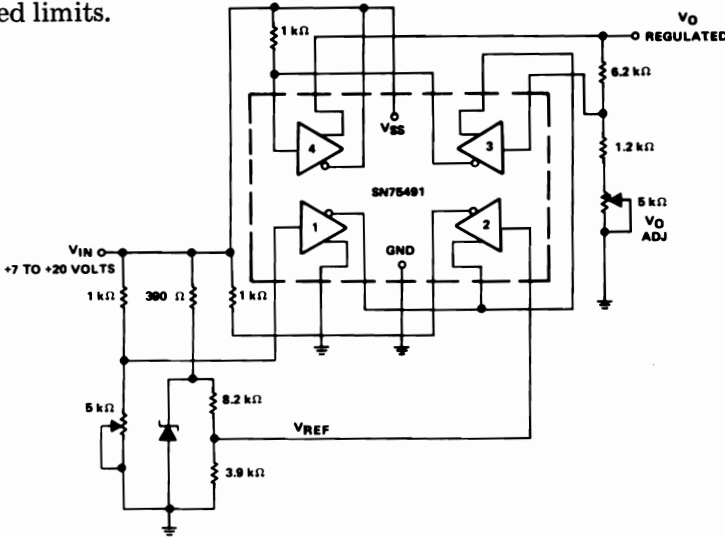 ed limits.
1 kΩ
VO
REGULATED
6.2 kΩ
VSS
4
3
1.2 kΩ
SN75491
5 kΩ
VO
ADJ
1
2
GND
VIN
+7 TO +20 VOLTS
1 kΩ
390 Ω
1 kΩ
5 kΩ
8.2 kΩ
VREF
3.9 kΩ